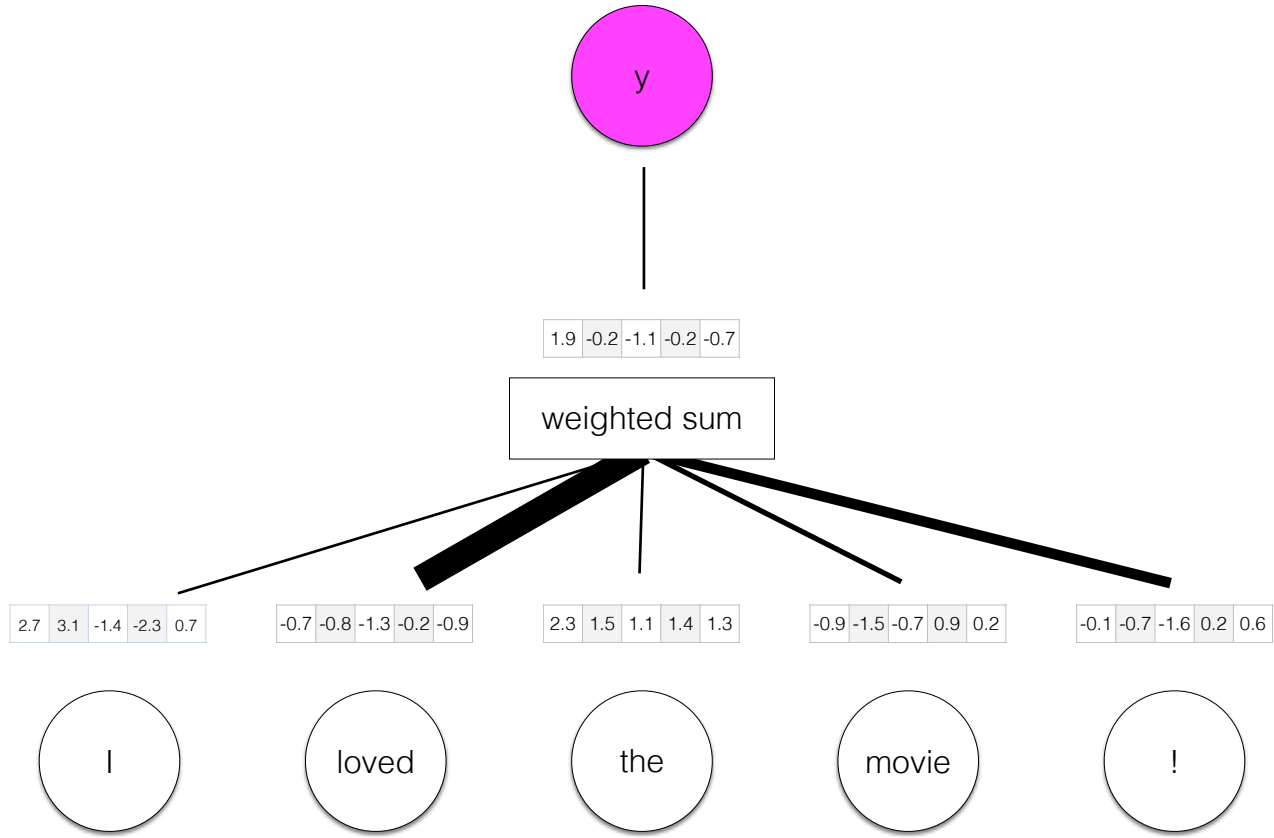 y
1.9 -0.2 -1.1 -0.2 -0.7
weighted sum
2.7 3.1 -1.4 -2.3 0.7
-0.7 -0.8 -1.3 -0.2 -0.9
2.3 1.5 1.1 1.4 1.3
-0.9 -1.5 -0.7 0.9 0.2
-0.1 -0.7 -1.6 0.2 0.6
I
loved
the
movie
!